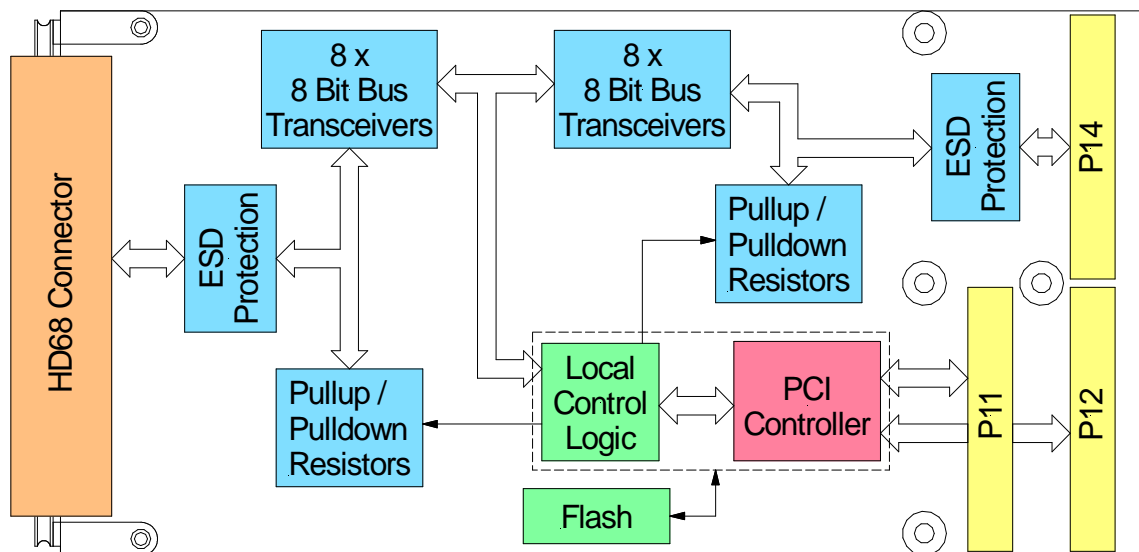 HD68 Connector
ESD
Protection
8 x
8 Bit Bus
Transceivers
8 x
8 Bit Bus
Transceivers
ESD
Protection
P14
Pullup /
Pulldown
Resistors
Pullup /
Pulldown
Resistors
Local
Control
Logic
PCI
Controller
P11
P12
Flash